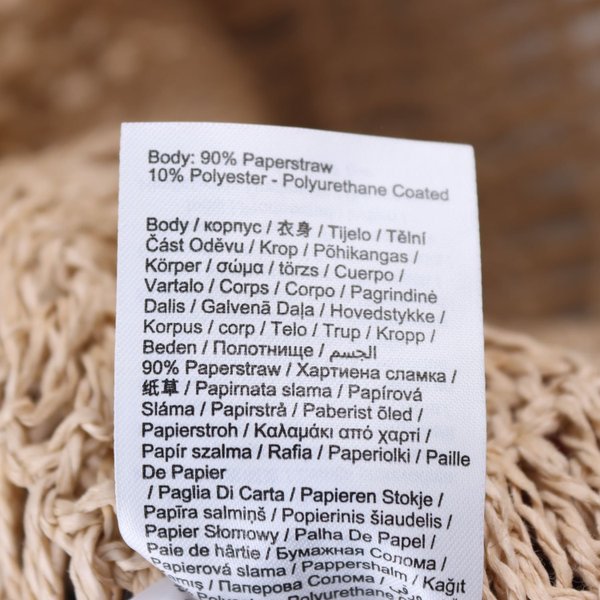 Body: 90% Paperstraw
10% Polyester - Polyurethane Coated
Body / корпус / 衣身 / Tijelo / Tělní
Část Oděvu / Krop / Põhikangas /
Körper / σώμα / törzs / Cuerpo /
Vartalo / Corps / Corpo / Pagrindinė
Dalis / Galvenā Daļa / Hovedstykke /
Korpus / corp / Telo / Trup / Kropp /
Beden / Полотнище / الجسم
90% Paperstraw / Хартиена сламка /
纸草 / Papirnata slama / Papírová
Sláma / Papirstrå / Paberist õled /
Papierstroh / Καλαμάκι από χαρτί /
Papír szalma / Rafia / Paperiolki / Paille
De Papier
/ Paglia Di Carta / Papieren Stokje /
Papīra salmiņš / Popierinis šiaudelis /
Papier Słomowy / Palha De Papel /
Paie de hârtie / Бумажная Солома /
Papierová slama / Pappershalm / Kağıt
/ Паперова Солома /
Polyurethane